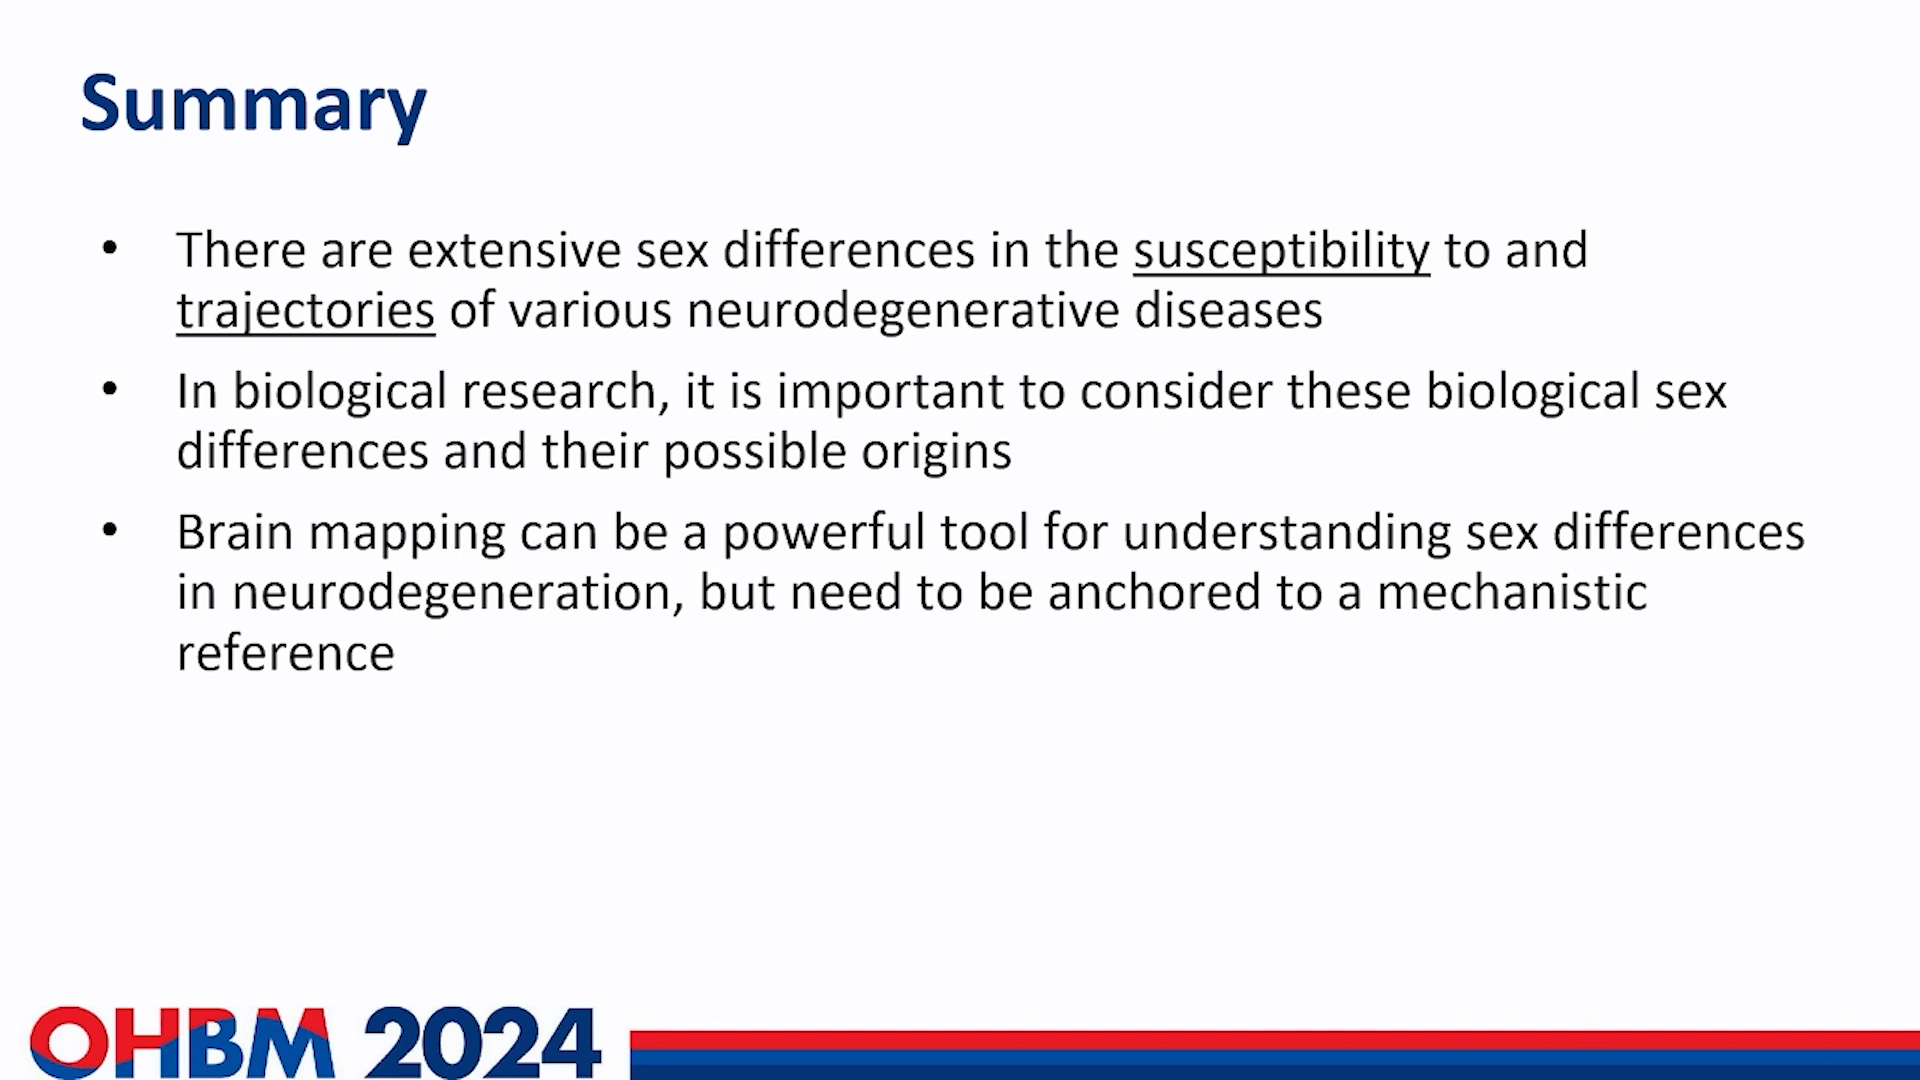 Summary
• There are extensive sex differences in the susceptibility to and
trajectories of various neurodegenerative diseases
• In biological research, it is important to consider these biological sex
differences and their possible origins
• Brain mapping can be a powerful tool for understanding sex differences
in neurodegeneration, but need to be anchored to a mechanistic
reference
OHBM 2024